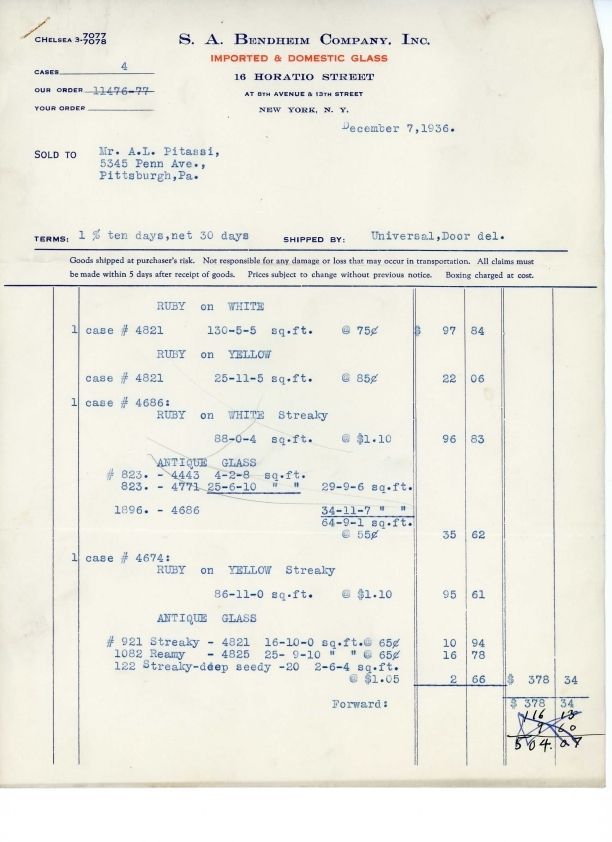 CHELSEA 3-7077
7078
S. A. BENDHEIM COMPANY, INC.
IMPORTED & DOMESTIC GLASS
16 HORATIO STREET
AT 8TH AVENUE & 13TH STREET
NEW YORK, N. Y.
CASES 4
OUR ORDER 11476-77
YOUR ORDER
December 7,1936.
SOLD TO Mr. A.L. Pitassi,
5345 Penn Ave.,
Pittsburgh,Pa.
TERMS: 1 % ten days,net 30 days SHIPPED BY: Universal,Door del.
Goods shipped at purchaser's risk. Not responsible for any damage or loss that may occur in transportation. All claims must
be made within 5 days after receipt of goods. Prices subject to change without previous notice. Boxing charged at cost.
RUBY on WHITE
1 case # 4821 130-5-5 sq.ft. @ 75¢ $ 97 84
RUBY on YELLOW
case # 4821 25-11-5 sq.ft. @ 85¢ 22 06
1 case # 4686:
RUBY on WHITE Streaky
88-0-4 sq.ft. @ $1.10 96 83
ANTIQUE GLASS
# 823. - 4443 4-2-8 sq.ft.
823. - 4771 25-6-10 " " 29-9-6 sq.ft.
1896. - 4686 34-11-7 " "
64-9-1 sq.ft.
@ 55¢ 35 62
1 case # 4674:
RUBY on YELLOW Streaky
86-11-0 sq.ft. @ $1.10 95 61
ANTIQUE GLASS
# 921 Streaky - 4821 16-10-0 sq.ft.@ 65¢ 10 94
1082 Reamy - 4825 25- 9-10 " " @ 65¢ 16 78
122 Streaky-deep seedy -20 2-6-4 sq.ft.
@ $1.05 2 66 $ 378 34
Forward: $ 378 34
116 13
9 60
504.07